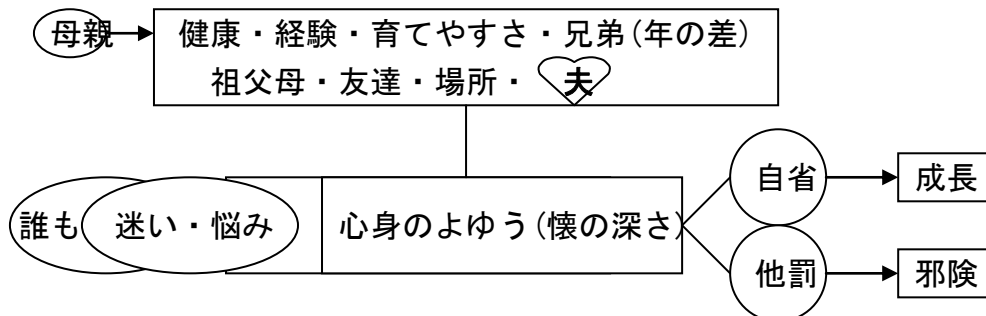 母親
健康・経験・育てやすさ・兄弟(年の差)
祖父母・友達・場所・ 夫
誰も
迷い・悩み
心身のよゆう(懐の深さ)
自省
成長
他罰
邪険